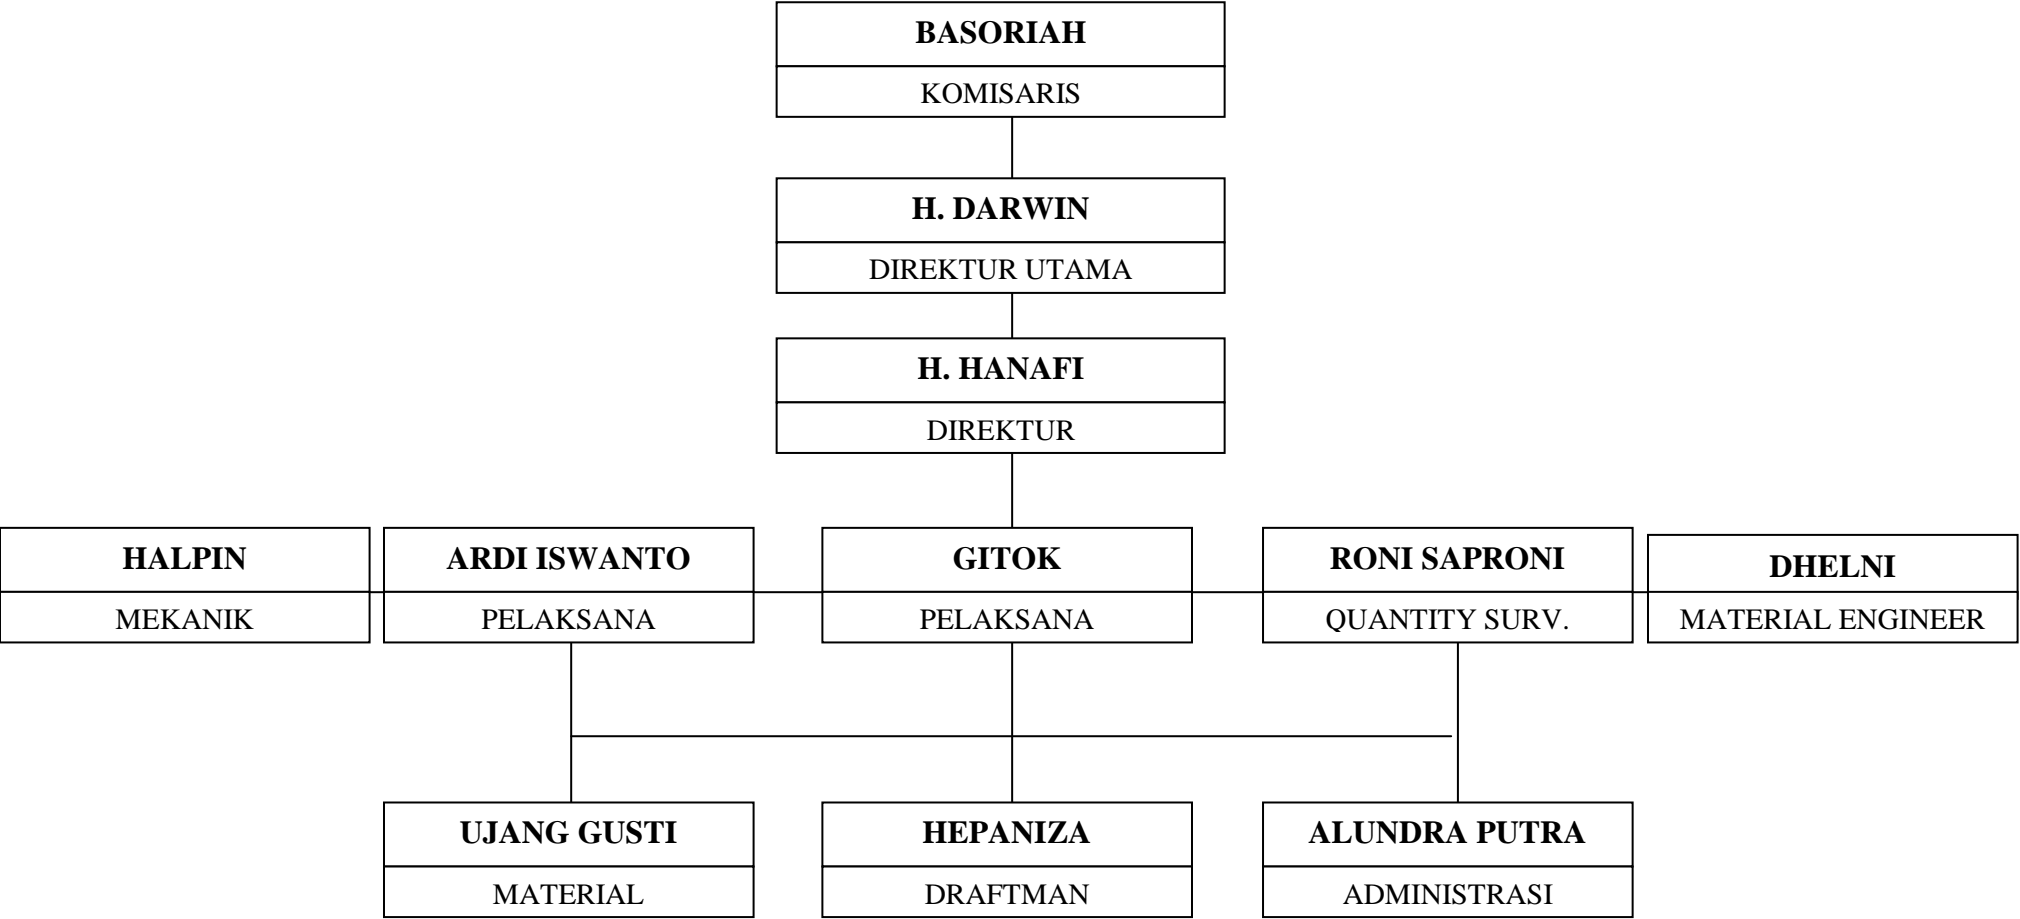 BASORIAH
KOMISARIS
H. DARWIN
DIREKTUR UTAMA
H. HANAFI
DIREKTUR
HALPIN
MEKANIK
ARDI ISWANTO
PELAKSANA
GITOK
PELAKSANA
RONI SAPRONI
QUANTITY SURV.
DHELNI
MATERIAL ENGINEER
UJANG GUSTI
MATERIAL
HEPANIZA
DRAFTMAN
ALUNDRA PUTRA
ADMINISTRASI